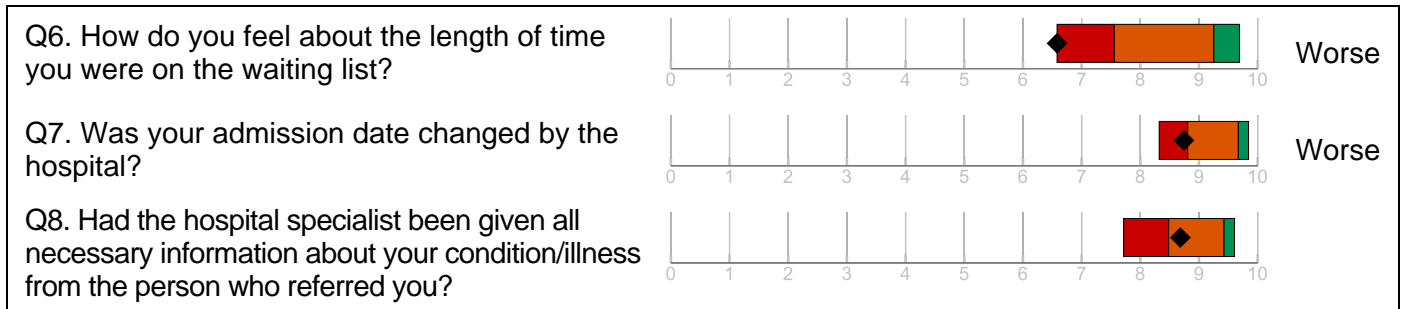 Q6. How do you feel about the length of time
you were on the waiting list?
0 1 2 3 4 5 6 7 8 9 10
Worse
Q7. Was your admission date changed by the
hospital?
0 1 2 3 4 5 6 7 8 9 10
Worse
Q8. Had the hospital specialist been given all
necessary information about your condition/illness
from the person who referred you?
0 1 2 3 4 5 6 7 8 9 10